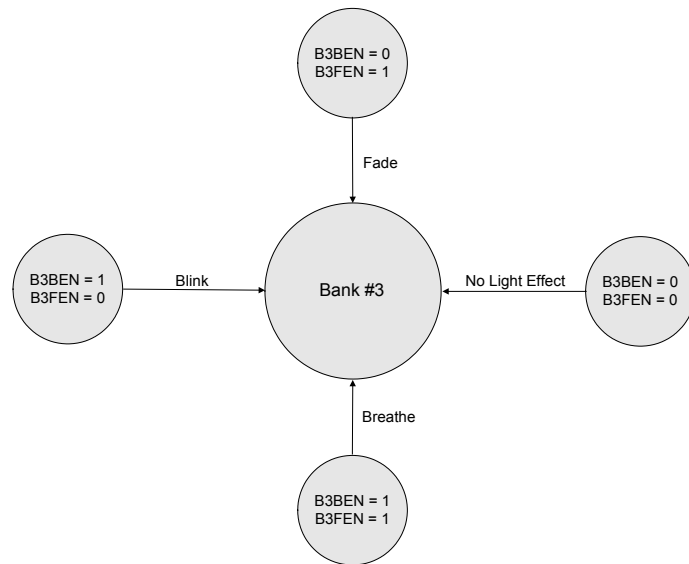 B3BEN = 0
B3FEN = 1
Fade
B3BEN = 1
B3FEN = 0
Blink
Bank #3
No Light Effect
B3BEN = 0
B3FEN = 0
Breathe
B3BEN = 1
B3FEN = 1